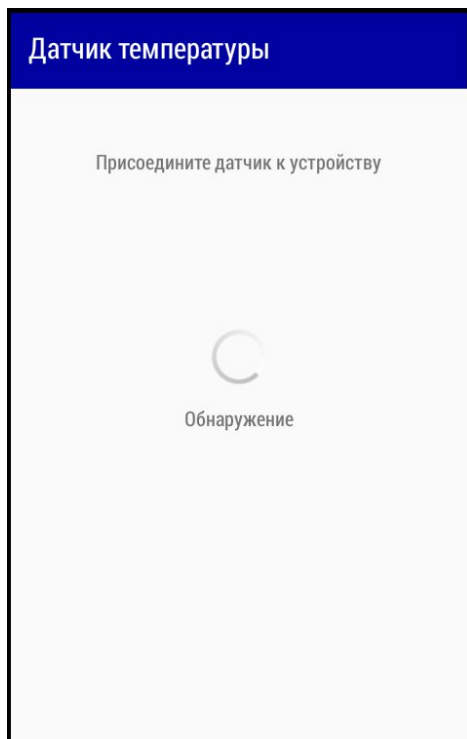 Датчик температуры
Присоедините датчик к устройству
Обнаружение